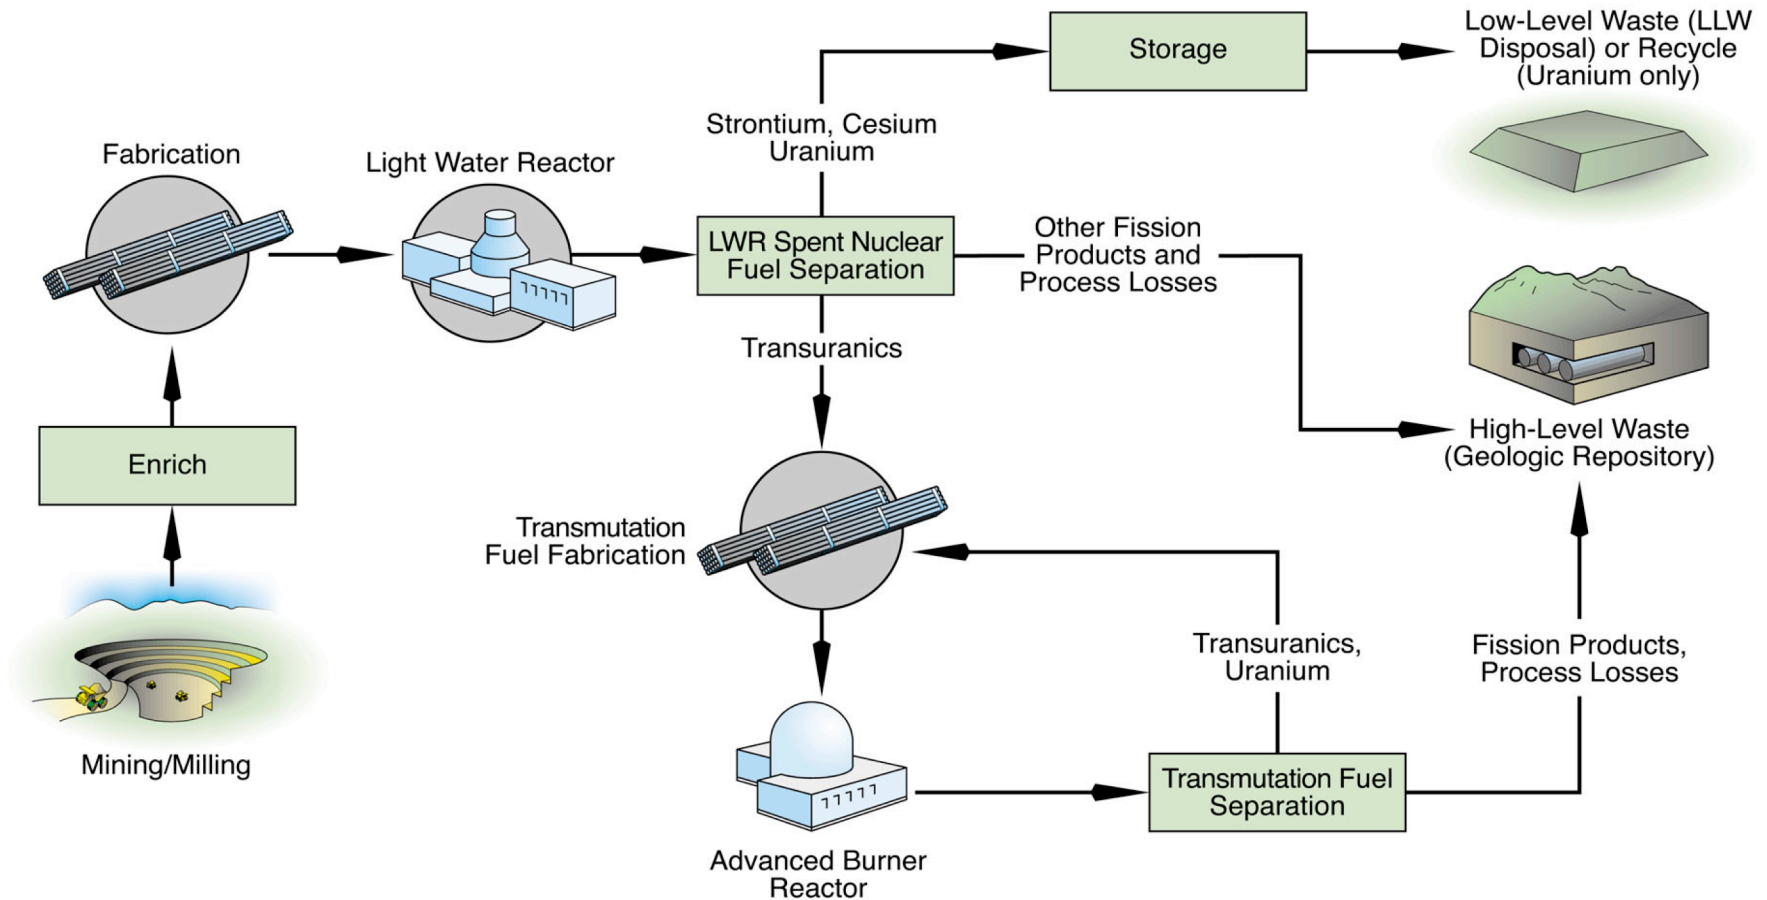 Low-Level Waste (LLW
Disposal) or Recycle
(Uranium only)
Storage
Strontium, Cesium
Uranium
Fabrication
Light Water Reactor
LWR Spent Nuclear
Fuel Separation
Other Fission
Products and
Process Losses
Transuranics
Enrich
High-Level Waste
(Geologic Repository)
Transmutation
Fuel Fabrication
Transuranics,
Uranium
Fission Products,
Process Losses
Mining/Milling
Transmutation Fuel
Separation
Advanced Burner
Reactor